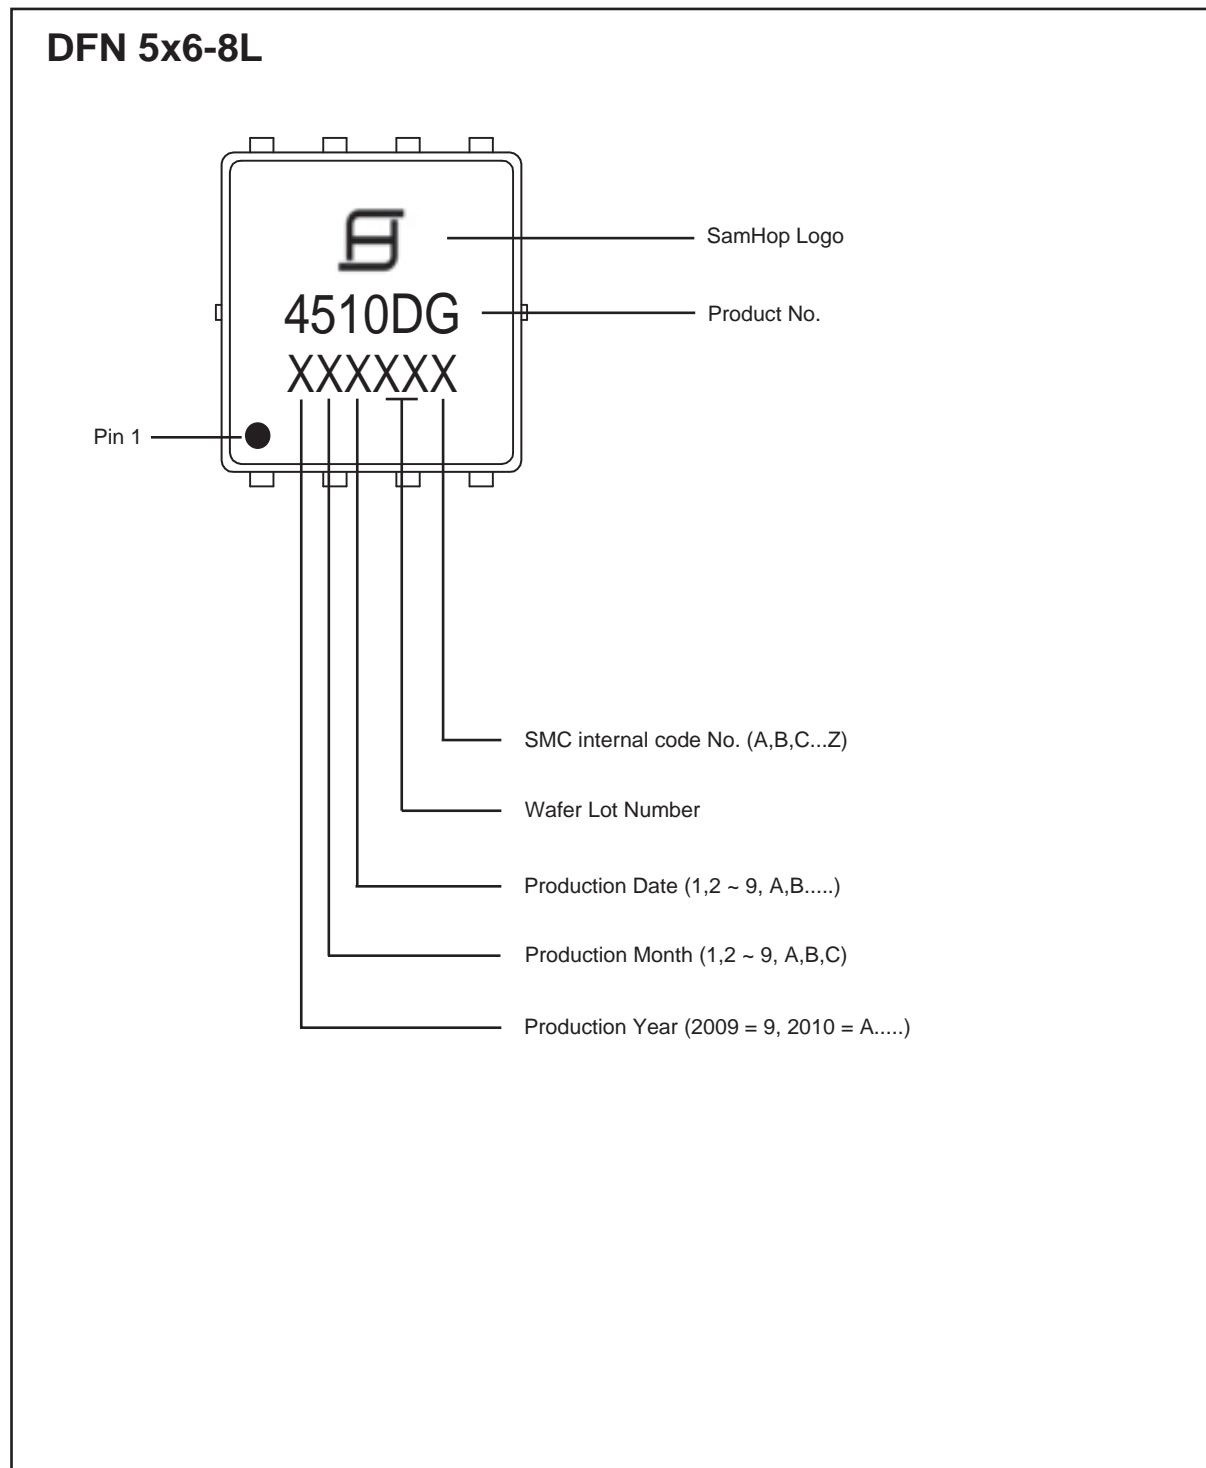 DFN 5x6-8L
SamHop Logo
4510DG
Product No.
XXXXXX
Pin 1
SMC internal code No. (A,B,C...Z)
Wafer Lot Number
Production Date (1,2 ~ 9, A,B.....)
Production Month (1,2 ~ 9, A,B,C)
Production Year (2009 = 9, 2010 = A.....)